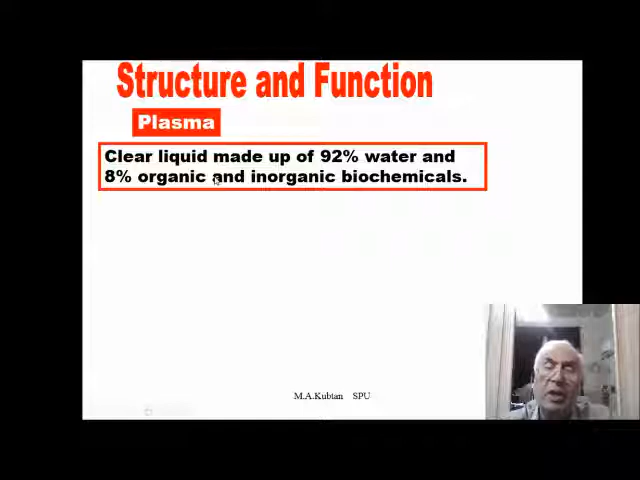 Structure and Function
Plasma
Clear liquid made up of 92% water and
8% organic and inorganic biochemicals.
M.A.Kubtan SPU